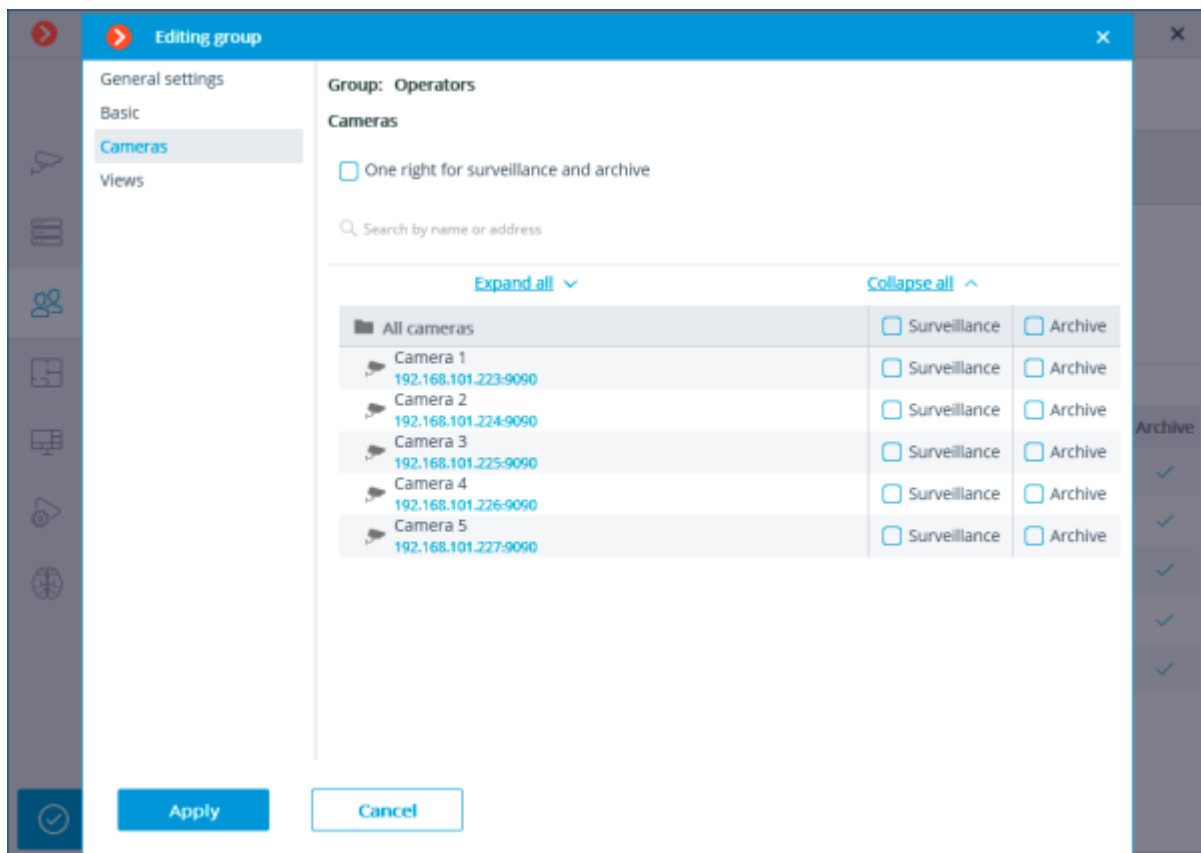 Editing group
General settings
Basic
Cameras
Views
Group: Operators
Cameras
One right for surveillance and archive
Search by name or address
Expand all Collapse all
All cameras Surveillance Archive
Camera 1
192.168.101.223:9090 Surveillance Archive
Camera 2
192.168.101.224:9090 Surveillance Archive
Camera 3
192.168.101.225:9090 Surveillance Archive
Camera 4
192.168.101.226:9090 Surveillance Archive
Camera 5
192.168.101.227:9090 Surveillance Archive
Archive
Apply Cancel